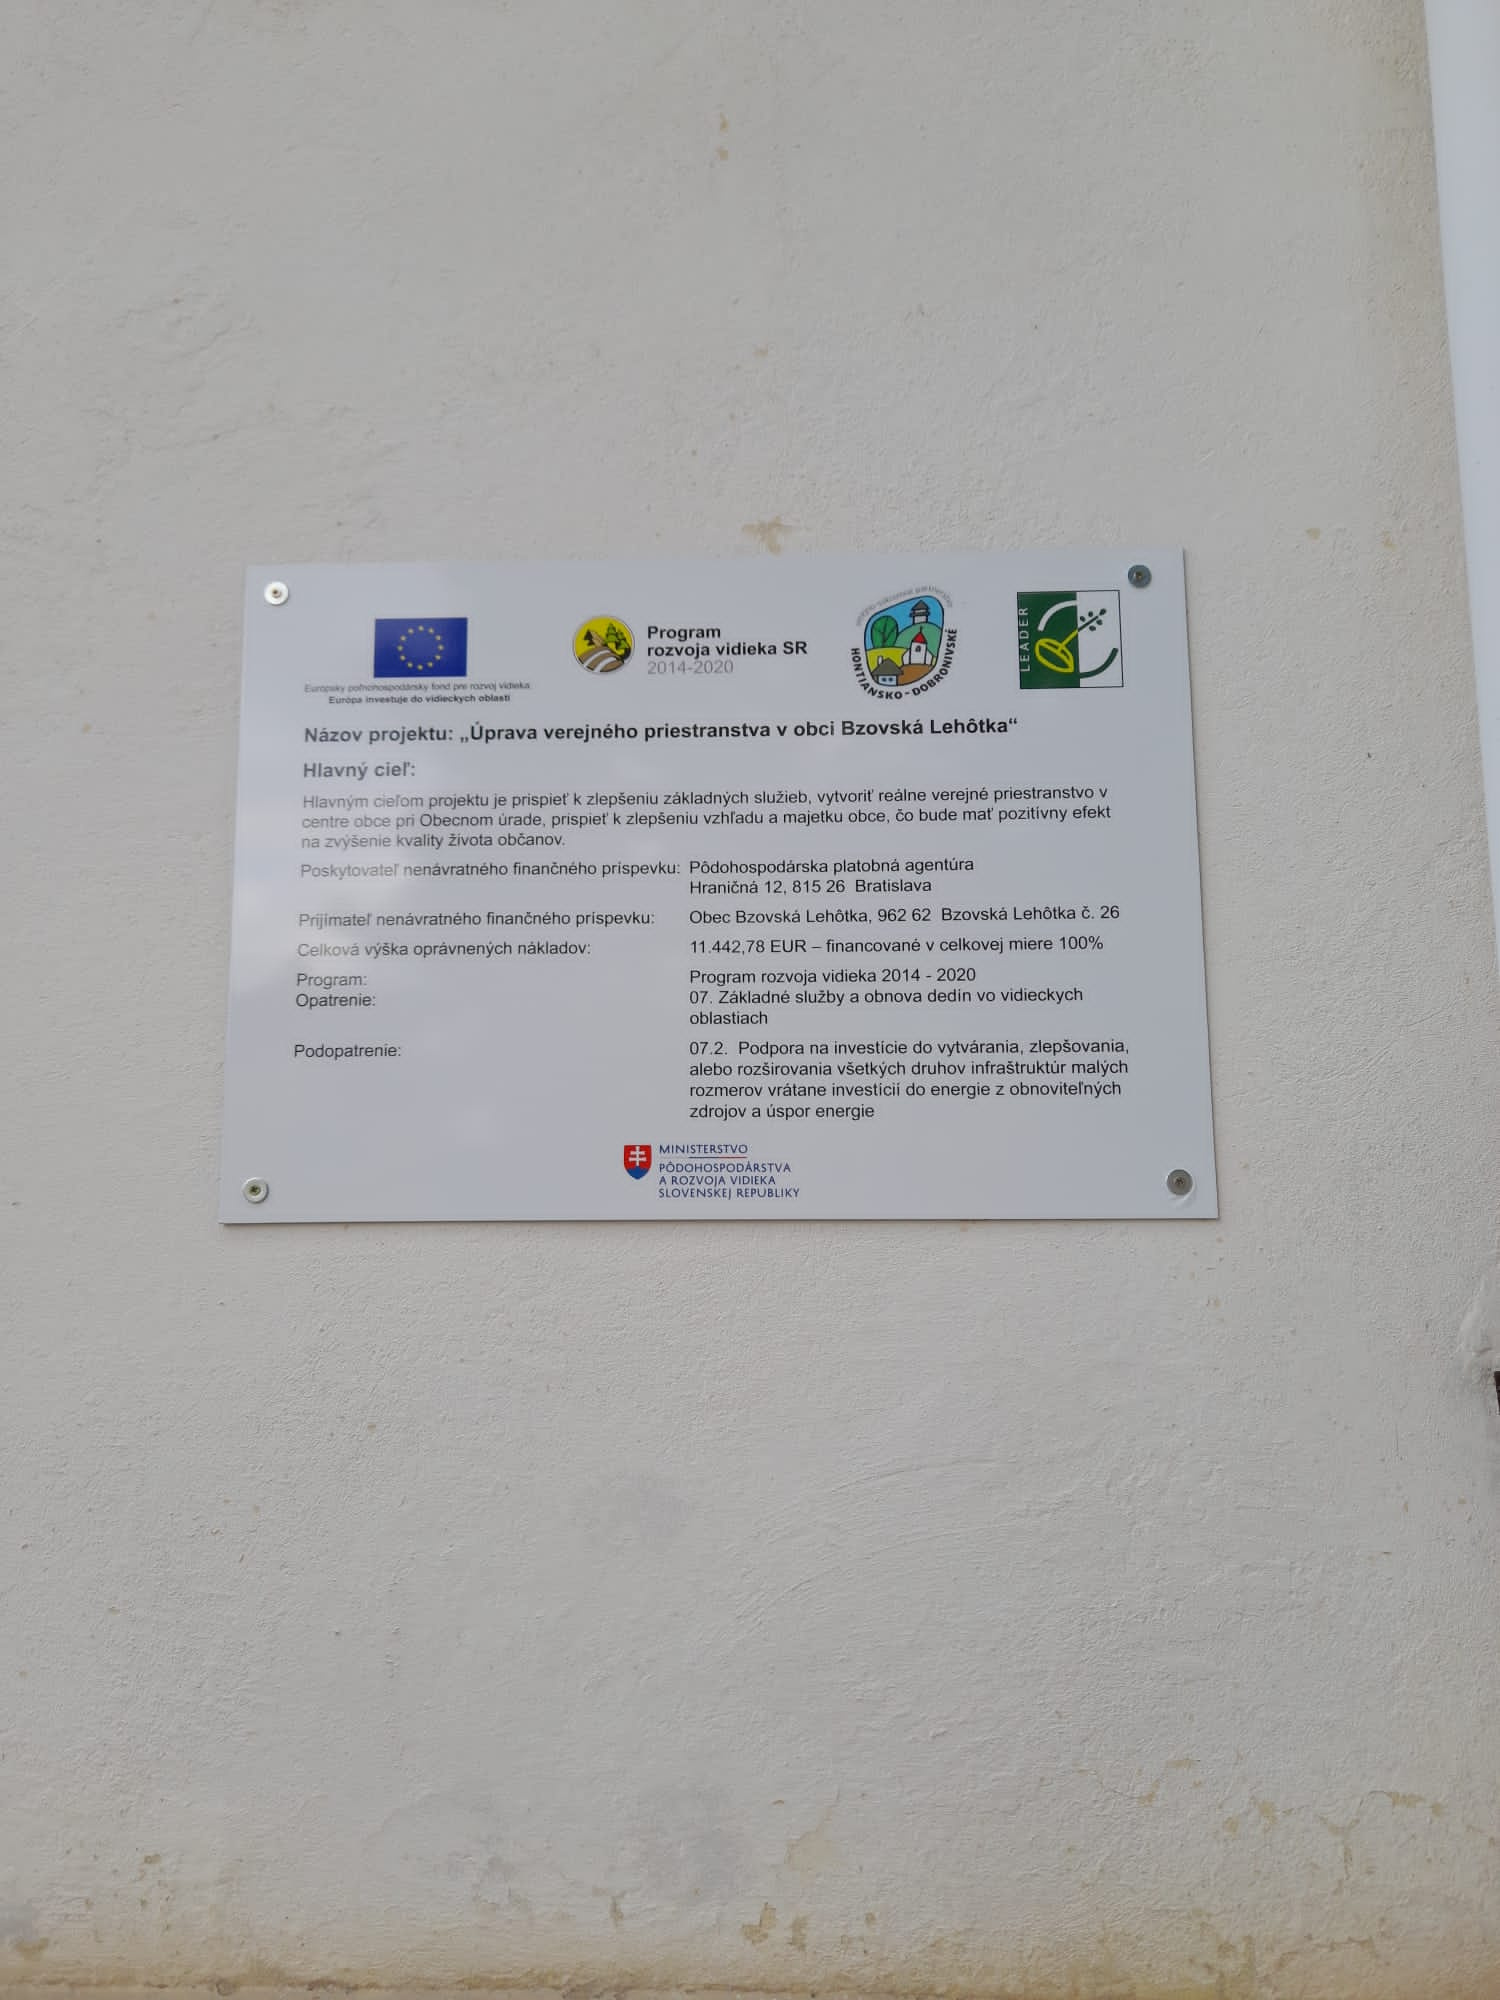 Európsky poľnohospodársky fond pre rozvoj vidieka
Európa investuje do vidieckych oblastí
Program
rozvoja vidieka SR
2014-2020
HONTIANSKO-DOBRONIVSKÉ
LEADER
Názov projektu: „Úprava verejného priestranstva v obci Bzovská Lehôtka“
Hlavný cieľ:
Hlavným cieľom projektu je prispieť k zlepšeniu základných služieb, vytvoriť reálne verejné priestranstvo v
centre obce pri Obecnom úrade, prispieť k zlepšeniu vzhľadu a majetku obce, čo bude mať pozitívny efekt
na zvýšenie kvality života občanov.
Poskytovateľ nenávratného finančného príspevku: Pôdohospodárska platobná agentúra
Hraničná 12, 815 26 Bratislava
Prijímateľ nenávratného finančného príspevku: Obec Bzovská Lehôtka, 962 62 Bzovská Lehôtka č. 26
Celková výška oprávnených nákladov: 11.442,78 EUR – financované v celkovej miere 100%
Program: Program rozvoja vidieka 2014 - 2020
Opatrenie: 07. Základné služby a obnova dedín vo vidieckych
oblastiach
Podopatrenie: 07.2. Podpora na investície do vytvárania, zlepšovania,
alebo rozširovania všetkých druhov infraštruktúr malých
rozmerov vrátane investícií do energie z obnoviteľných
zdrojov a úspor energie
MINISTERSTVO
PÔDOHOSPODÁRSTVA
A ROZVOJA VIDIEKA
SLOVENSKEJ REPUBLIKY